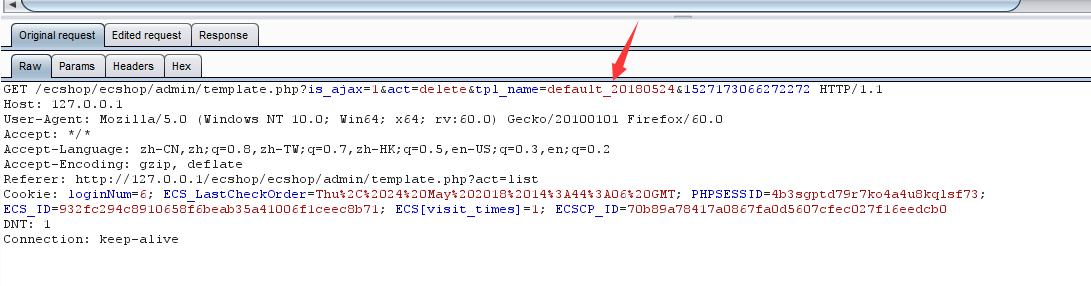 Original request Edited request Response
Raw Params Headers Hex
GET /ecshop/ecshop/admin/template.php?is_ajax=1&act=delete&tpl_name=default_20180524&1527173066272272 HTTP/1.1
Host: 127.0.0.1
User-Agent: Mozilla/5.0 (Windows NT 10.0; Win64; x64; rv:60.0) Gecko/20100101 Firefox/60.0
Accept: */*
Accept-Language: zh-CN,zh;q=0.8,zh-TW;q=0.7,zh-HK;q=0.5,en-US;q=0.3,en;q=0.2
Accept-Encoding: gzip, deflate
Referer: http://127.0.0.1/ecshop/ecshop/admin/template.php?act=list
Cookie: loginNum=6; ECS_LastCheckOrder=Thu%2C%2024%20May%202018%2014%3A44%3A06%20GMT; PHPSESSID=4b3sgptd79r7ko4a4u8kqlsf73;
ECS_ID=932fc294c8910658f6beab35a41006f1ceec8b71; ECS[visit_times]=1; ECSCP_ID=70b89a78417a0867fa0d5607cfec027f16eedcb0
DNT: 1
Connection: keep-alive